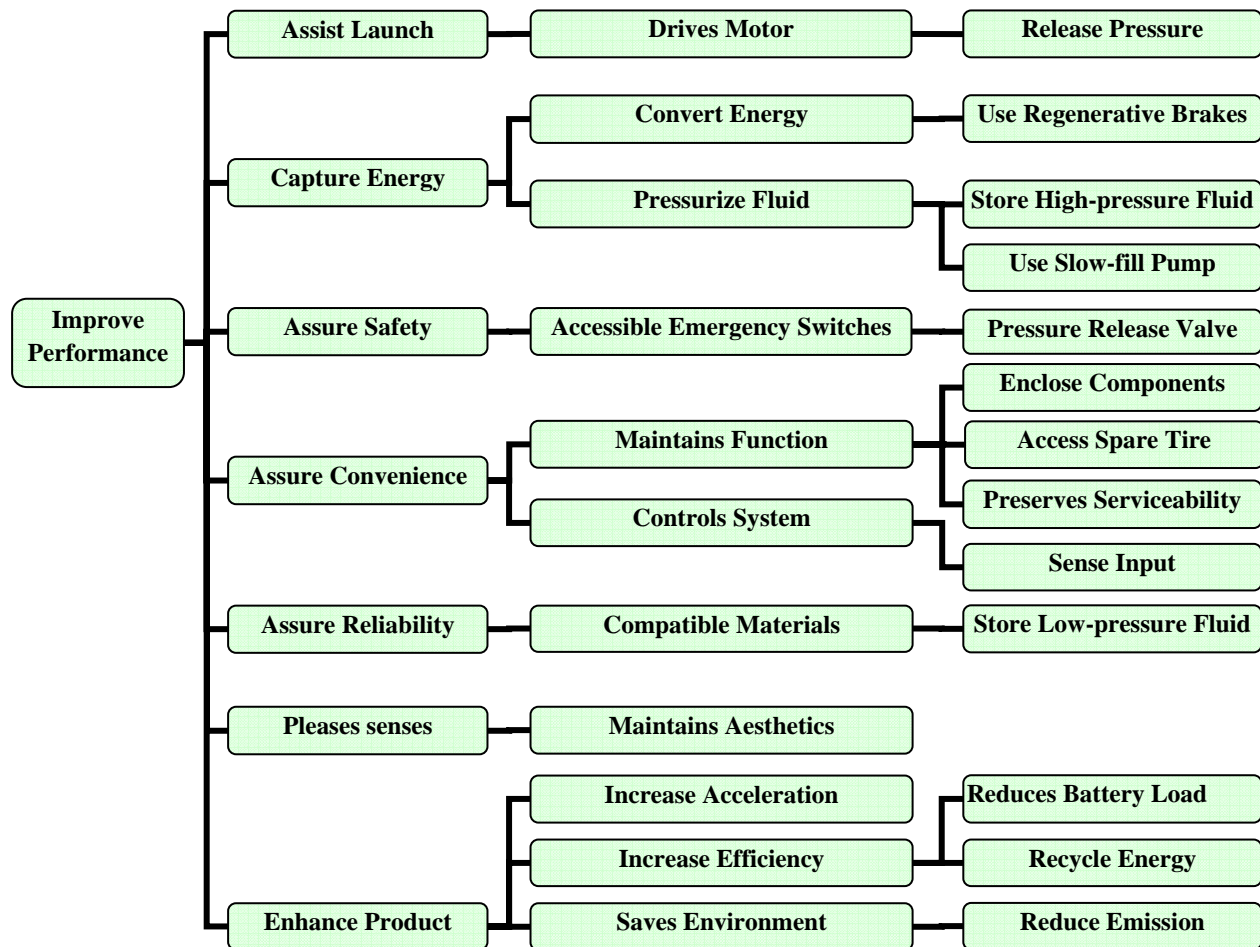 Assist Launch
Drives Motor
Release Pressure
Convert Energy
Use Regenerative Brakes
Capture Energy
Pressurize Fluid
Store High-pressure Fluid
Use Slow-fill Pump
Improve
Performance
Assure Safety
Accessible Emergency Switches
Pressure Release Valve
Enclose Components
Maintains Function
Access Spare Tire
Assure Convenience
Preserves Serviceability
Controls System
Sense Input
Assure Reliability
Compatible Materials
Store Low-pressure Fluid
Pleases senses
Maintains Aesthetics
Increase Acceleration
Reduces Battery Load
Increase Efficiency
Recycle Energy
Enhance Product
Saves Environment
Reduce Emission